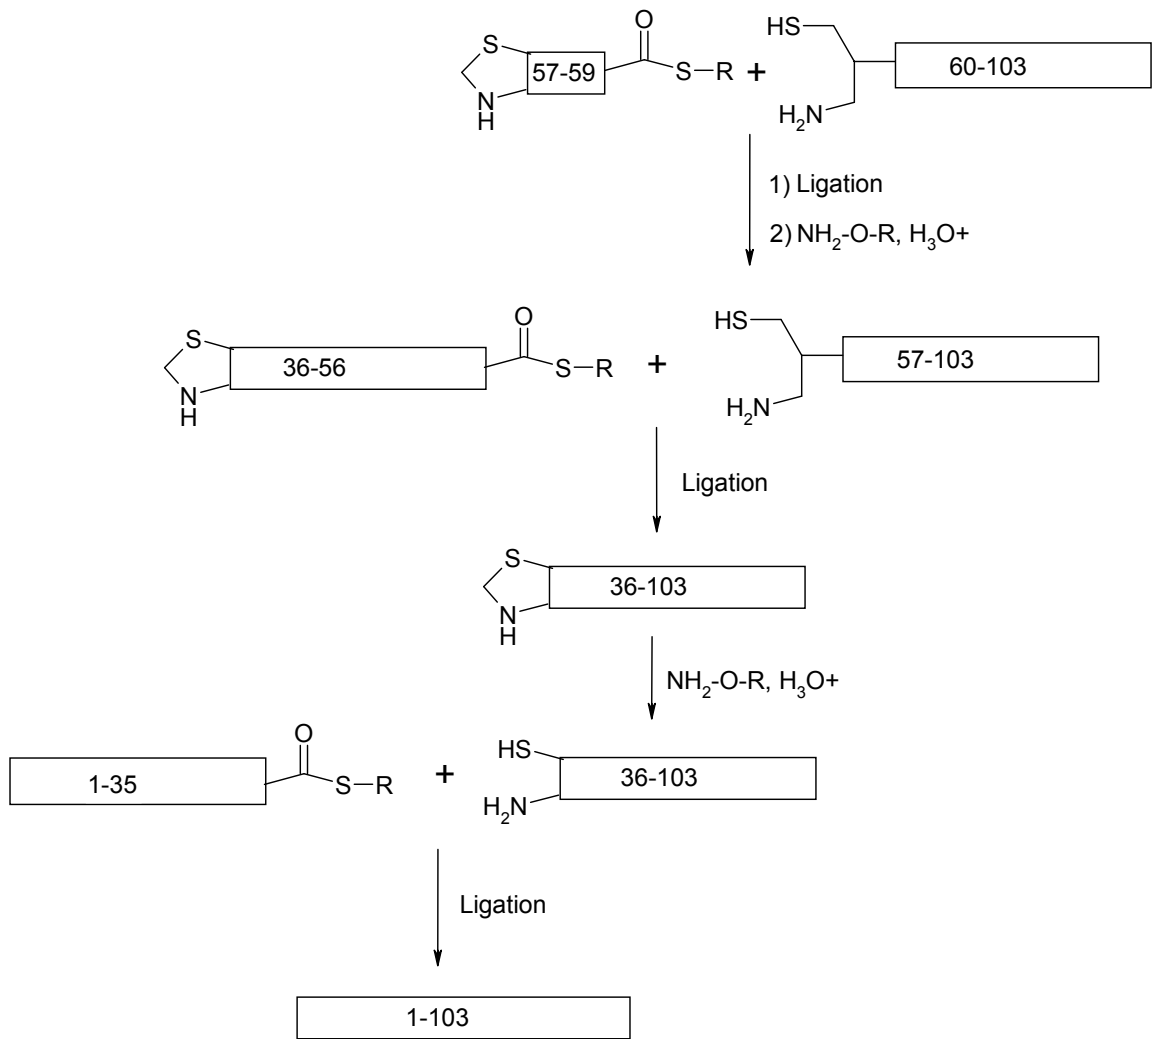 O
S 57-59 S–R + HS 60-103
N
H
H₂N
1) Ligation
2) NH₂-O-R, H₃O+
O
S 36-56 S–R + HS 57-103
N
H
H₂N
Ligation
S
36-103
N
H
NH₂-O-R, H₃O+
O
1-35 S–R + HS 36-103
H₂N
Ligation
1-103